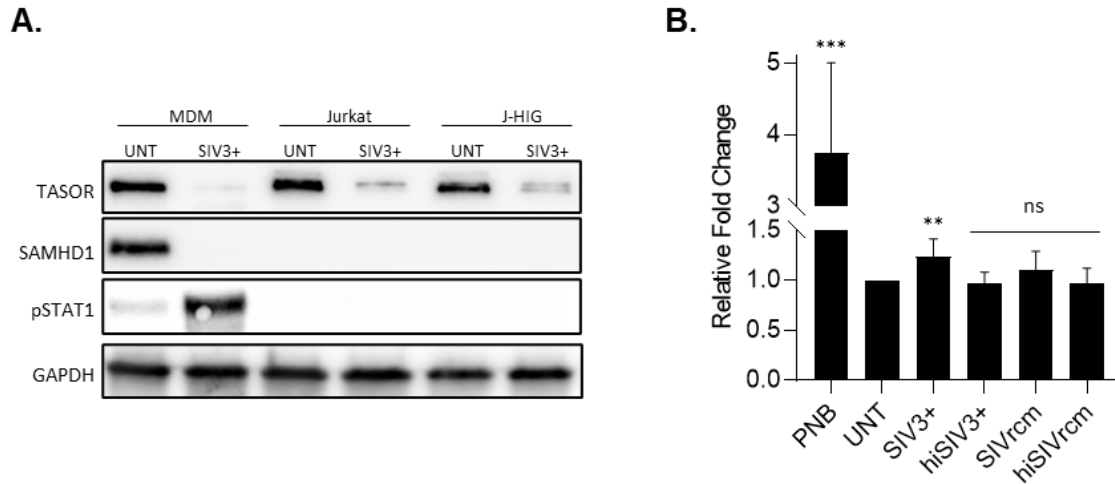 A.
MDM Jurkat J-HIG
UNT SIV3+ UNT SIV3+ UNT SIV3+
TASOR
SAMHD1
pSTAT1
GAPDH
B.
Relative Fold Change
5
4
3
1.5
1.0
0.5
0.0
***
**
ns
PNB
UNT
SIV3+
hiSIV3+
SIVrcm
hiSIVrcm